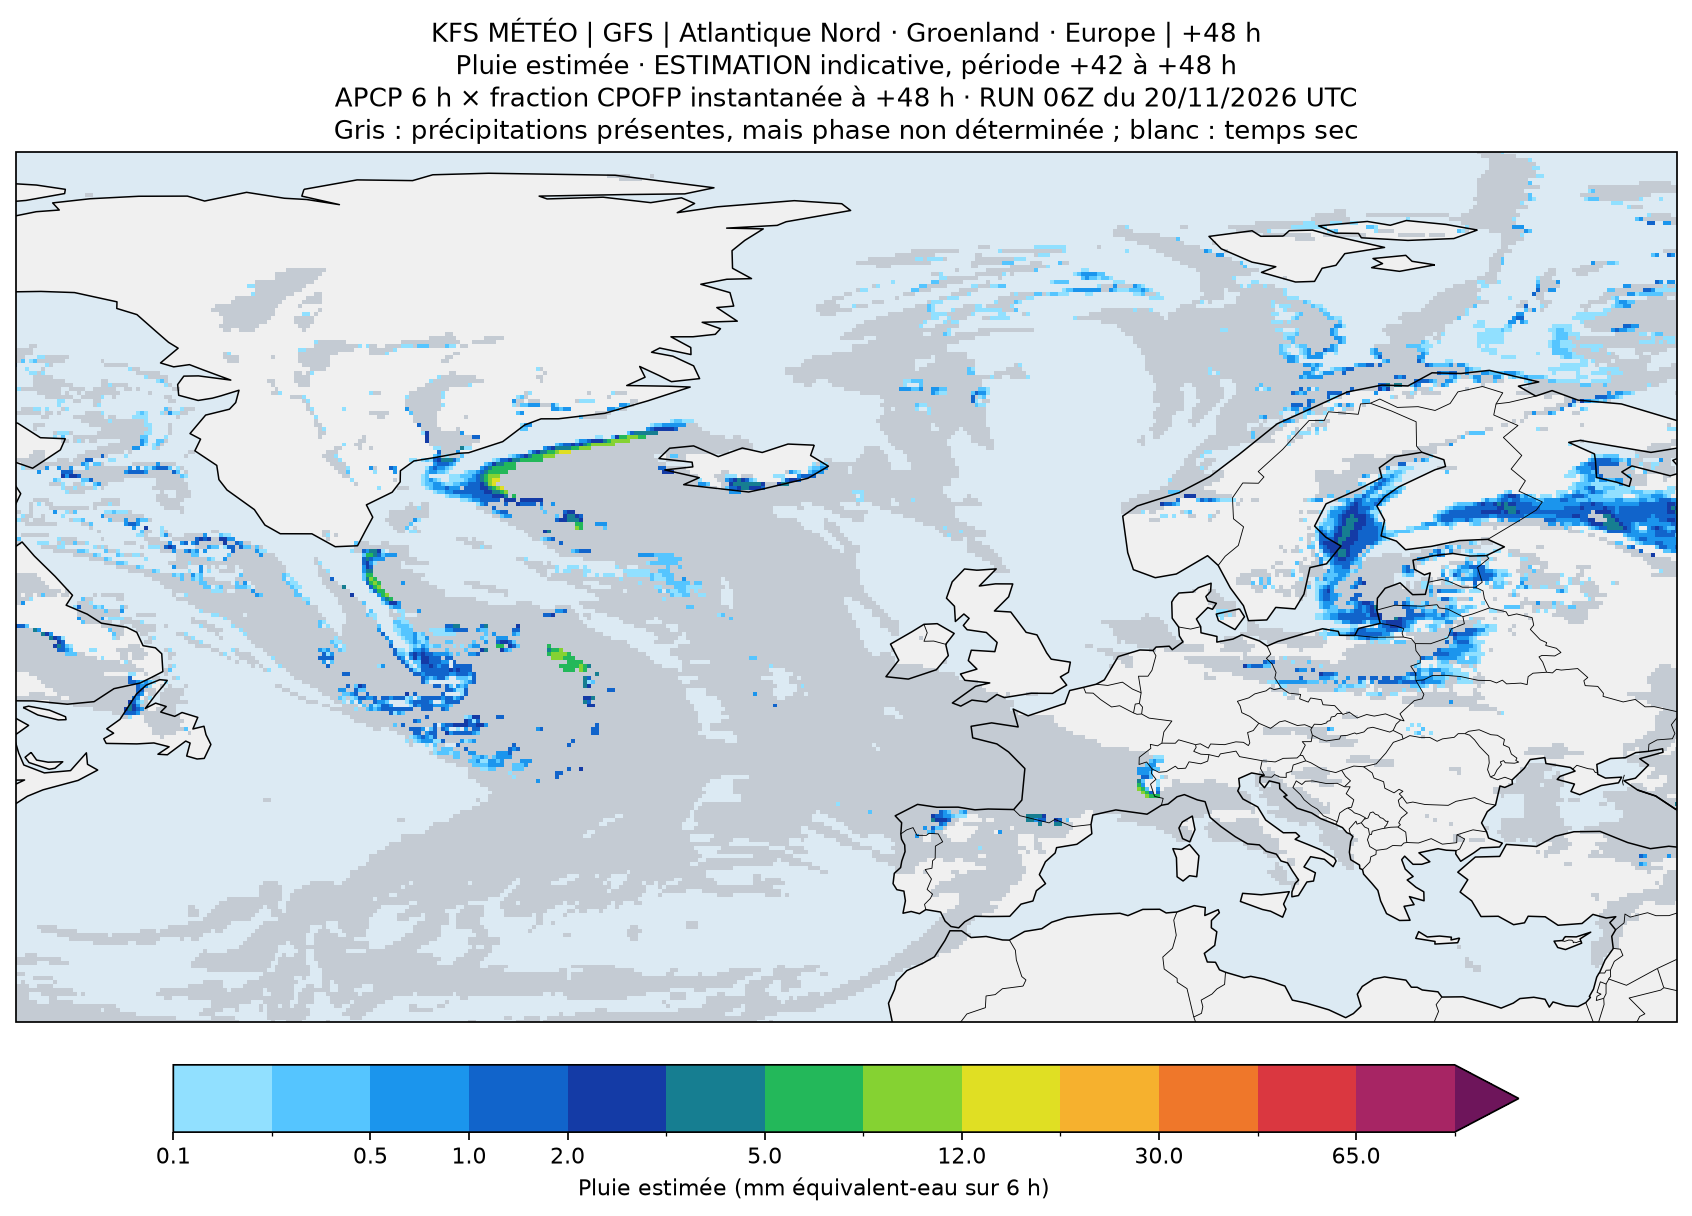 KFS MÉTÉO | GFS | Atlantique Nord · Groenland · Europe | +48 h
Pluie estimée · ESTIMATION indicative, période +42 à +48 h
APCP 6 h × fraction CPOFP instantanée à +48 h · RUN 06Z du 20/11/2026 UTC
Gris : précipitations présentes, mais phase non déterminée ; blanc : temps sec
0.1 0.5 1.0 2.0 5.0 12.0 30.0 65.0
Pluie estimée (mm équivalent-eau sur 6 h)